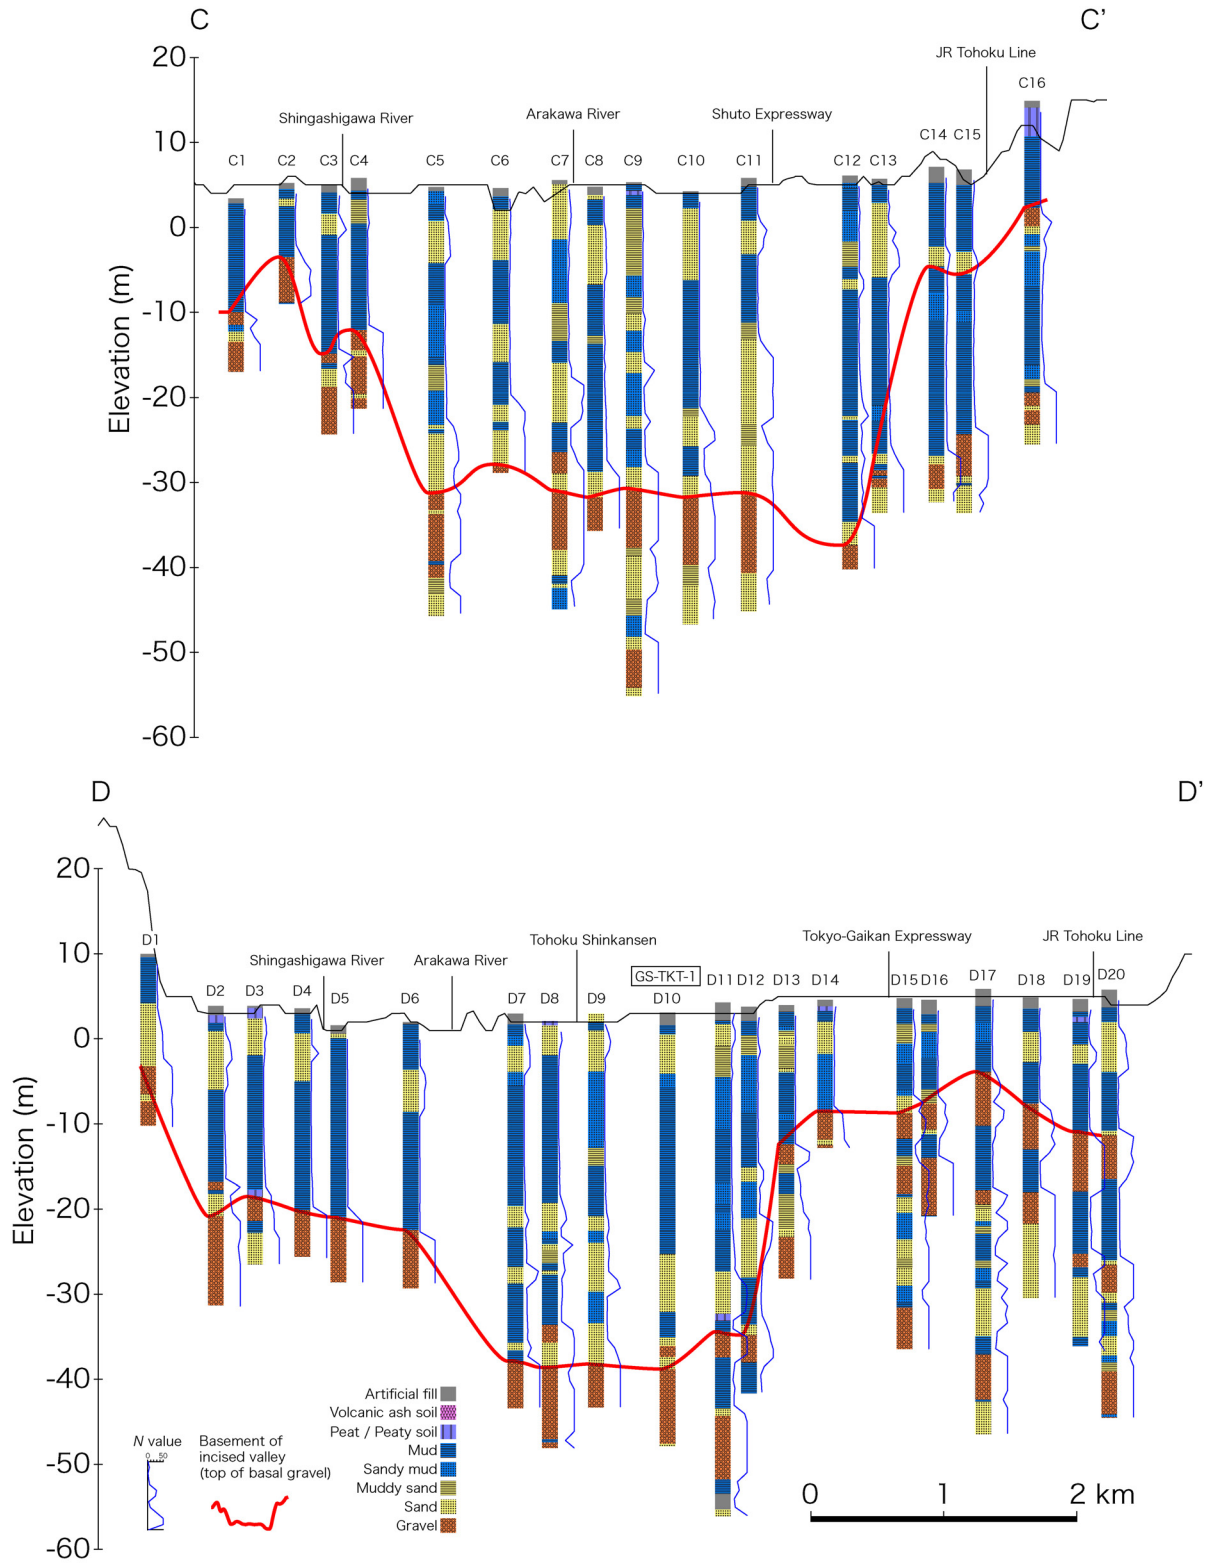 C
C’
20
10
0
-10
-20
-30
-40
-50
-60
Elevation (m)
JR Tohoku Line
Shingashigawa River
Arakawa River
Shuto Expressway
C1
C2
C3
C4
C5
C6
C7
C8
C9
C10
C11
C12
C13
C14
C15
C16
D
D’
20
10
0
-10
-20
-30
-40
-50
-60
Elevation (m)
Shingashigawa River
Arakawa River
Tohoku Shinkansen
Tokyo-Gaikan Expressway
JR Tohoku Line
GS-TKT-1
D1
D2
D3
D4
D5
D6
D7
D8
D9
D10
D11
D12
D13
D14
D15
D16
D17
D18
D19
D20
N value
0 50
Basement of
incised valley
(top of basal gravel)
Artificial fill
Volcanic ash soil
Peat / Peaty soil
Mud
Sandy mud
Muddy sand
Sand
Gravel
0 1 2 km